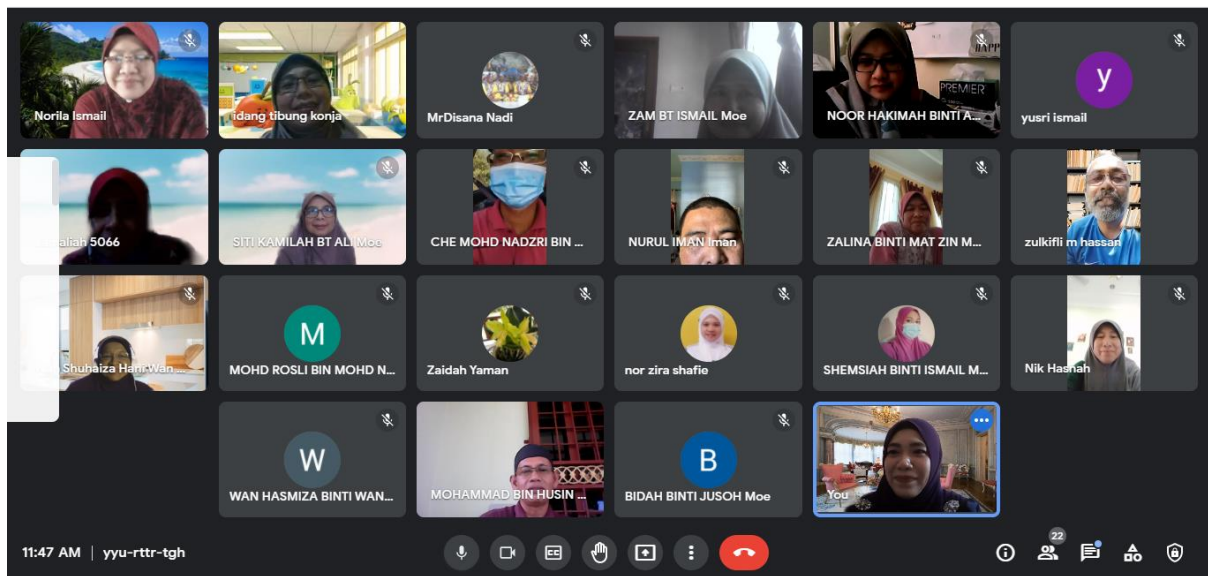 HAPP
PREMIER
Norila Ismail
idang tibung konja
MrDisana Nadi
ZAM BT ISMAIL Moe
NOOR HAKIMAH BINTI A...
y
yusri ismail
aliah 5066
SITI KAMILAH BT ALI Moe
CHE MOHD NADZRI BIN ...
NURUL IMAN Iman
ZALINA BINTI MAT ZIN M...
zulkifli m hassan
Shuhaiza Hani Wan ...
M
MOHD ROSLI BIN MOHD N...
Zaidah Yaman
nor zira shafie
SHEMSIAH BINTI ISMAIL M...
Nik Hasnah
W
WAN HASMIZA BINTI WAN...
MOHAMMAD BIN HUSIN ...
B
BIDAH BINTI JUSOH Moe
You
11:47 AM | yyu-rttr-tgh
CC
22